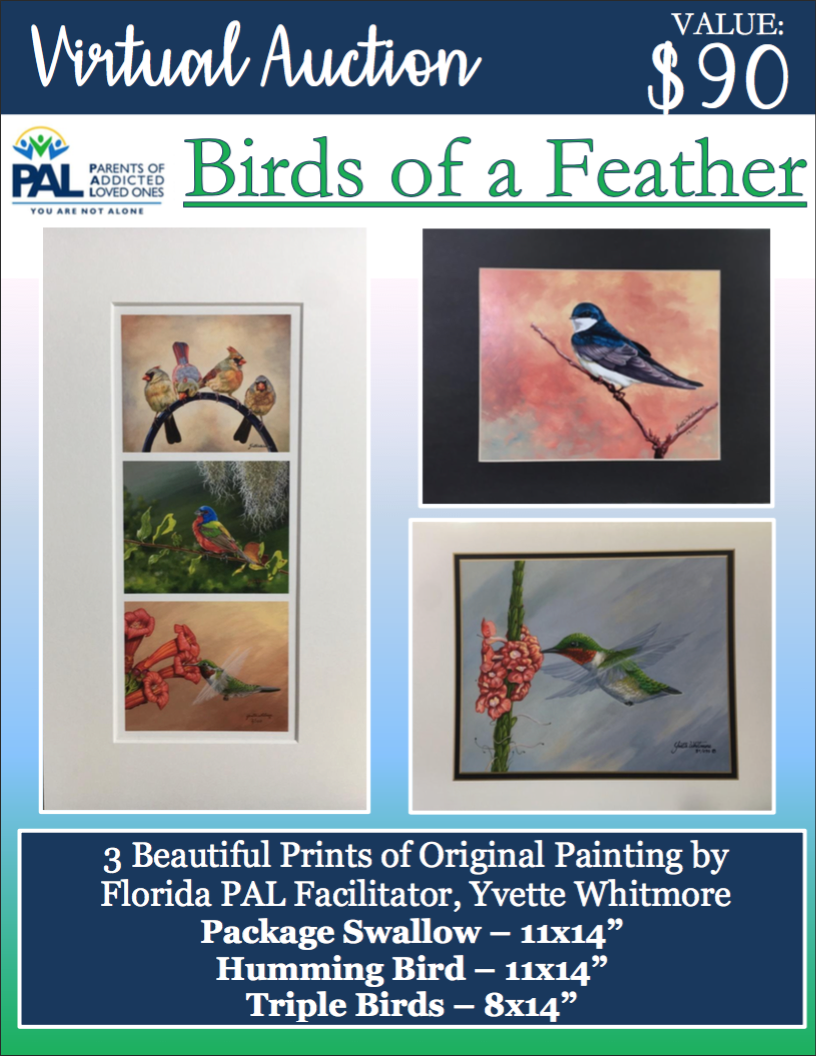 Virtual Auction
VALUE:
$90
PAL
PARENTS OF
ADDICTED
LOVED ONES
YOU ARE NOT ALONE
Birds of a Feather
3 Beautiful Prints of Original Painting by
Florida PAL Facilitator, Yvette Whitmore
Package Swallow – 11x14”
Humming Bird – 11x14”
Triple Birds – 8x14”